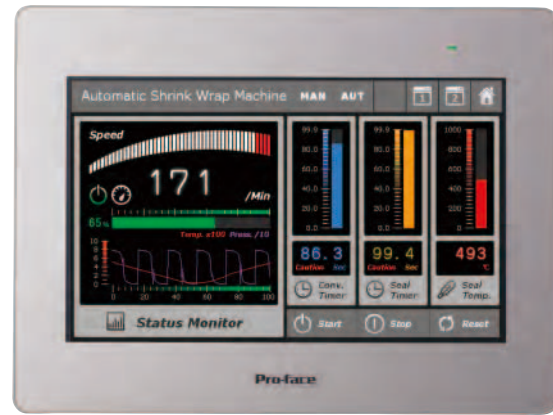 Automatic Shrink Wrap Machine MAN AUT 1 2
Speed
171 /Min
65%
Temp. x100 Press. /10
10
8
6
4
2
0
0 20 40 60 80 100
Status Monitor
99.0
80.0
60.0
40.0
20.0
0.0
86.3
Caution Sec
Conv. Timer
99.0
80.0
60.0
40.0
20.0
0.0
99.4
Caution Sec
Seal Timer
1000
800
600
400
200
0
493
℃
Seal Temp.
Start Stop Reset
Pro-face